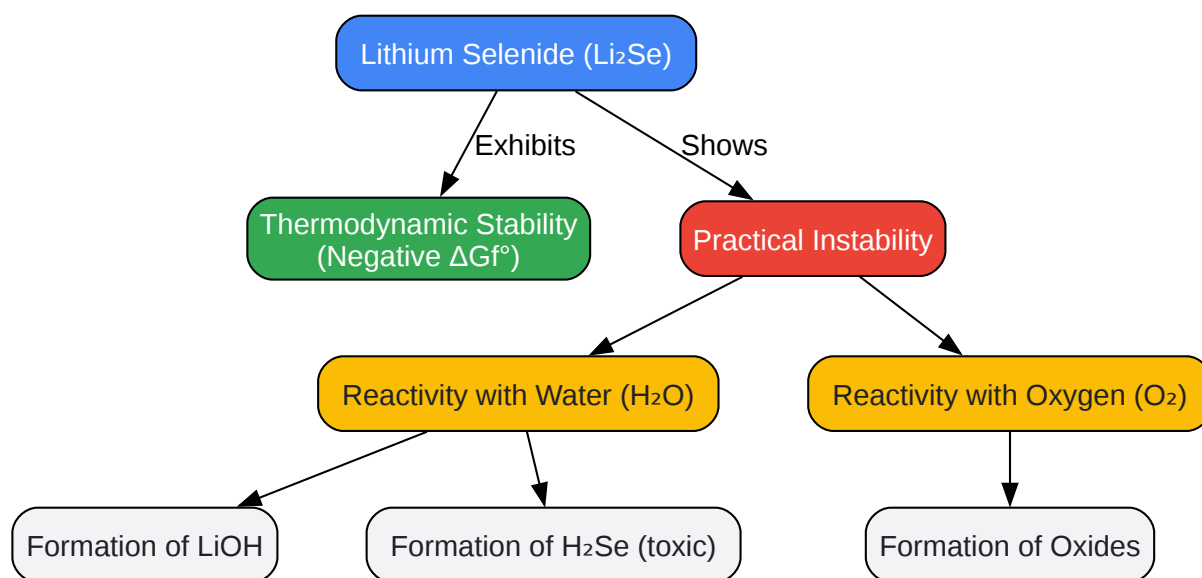 Lithium Selenide (Li₂Se)
Exhibits
Shows
Thermodynamic Stability
(Negative ΔGf°)
Practical Instability
Reactivity with Water (H₂O)
Reactivity with Oxygen (O₂)
Formation of LiOH
Formation of H₂Se (toxic)
Formation of Oxides